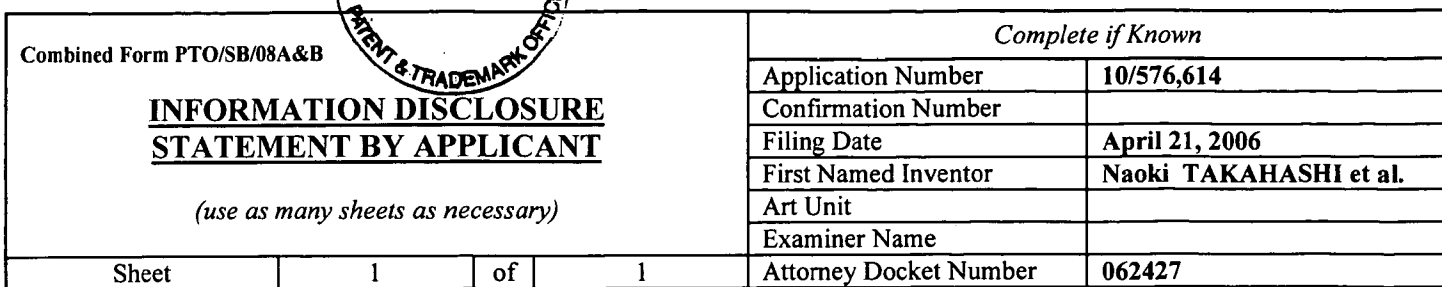 PATENT & TRADEMARK OFFICE
Combined Form PTO/SB/08A&B
INFORMATION DISCLOSURE
STATEMENT BY APPLICANT
(use as many sheets as necessary)
Sheet 1 of 1
Complete if Known
Application Number 10/576,614
Confirmation Number
Filing Date April 21, 2006
First Named Inventor Naoki TAKAHASHI et al.
Art Unit
Examiner Name
Attorney Docket Number 062427